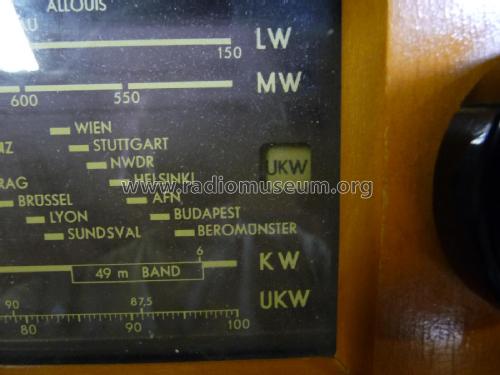 ALLOUIS
150 LW
600 550 MW
WIEN
STUTTGART
NWDR
UKW
HELSINKI
www.radiomuseum.org
AFN
BRÜSSEL
BUDAPEST
LYON
BEROMÜNSTER
SUNDSVAL
6
KW
49 m BAND
90 87,5 UKW
80 90 100